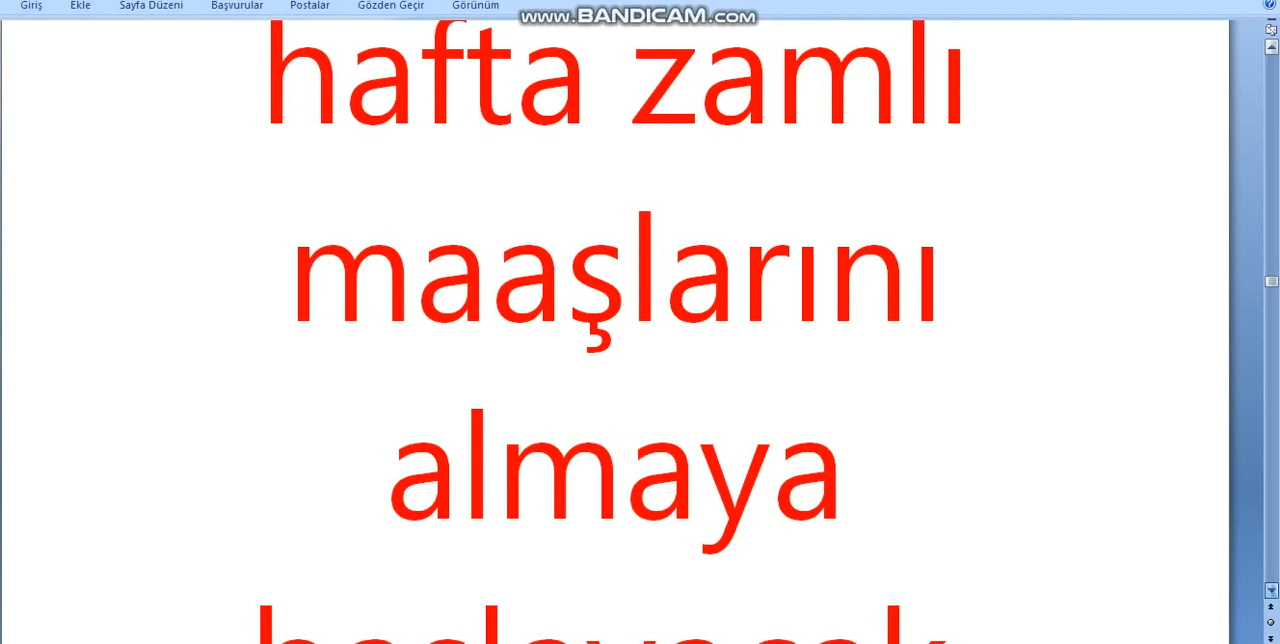 Giriş Ekle Sayfa Düzeni Başvurular Postalar Gözden Geçir Görünüm
www.BANDICAM.com
hafta zamlı
maaşlarını
almaya